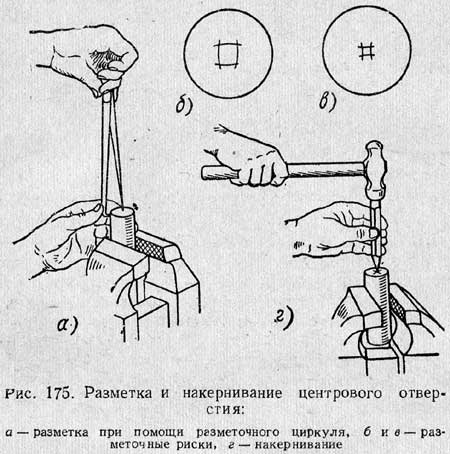 б)
в)
а)
г)
Рис. 175. Разметка и накернивание центрового отвер-
стия:
а — разметка при помощи разметочного циркуля, б и в — раз-
меточные риски, г — накернивание